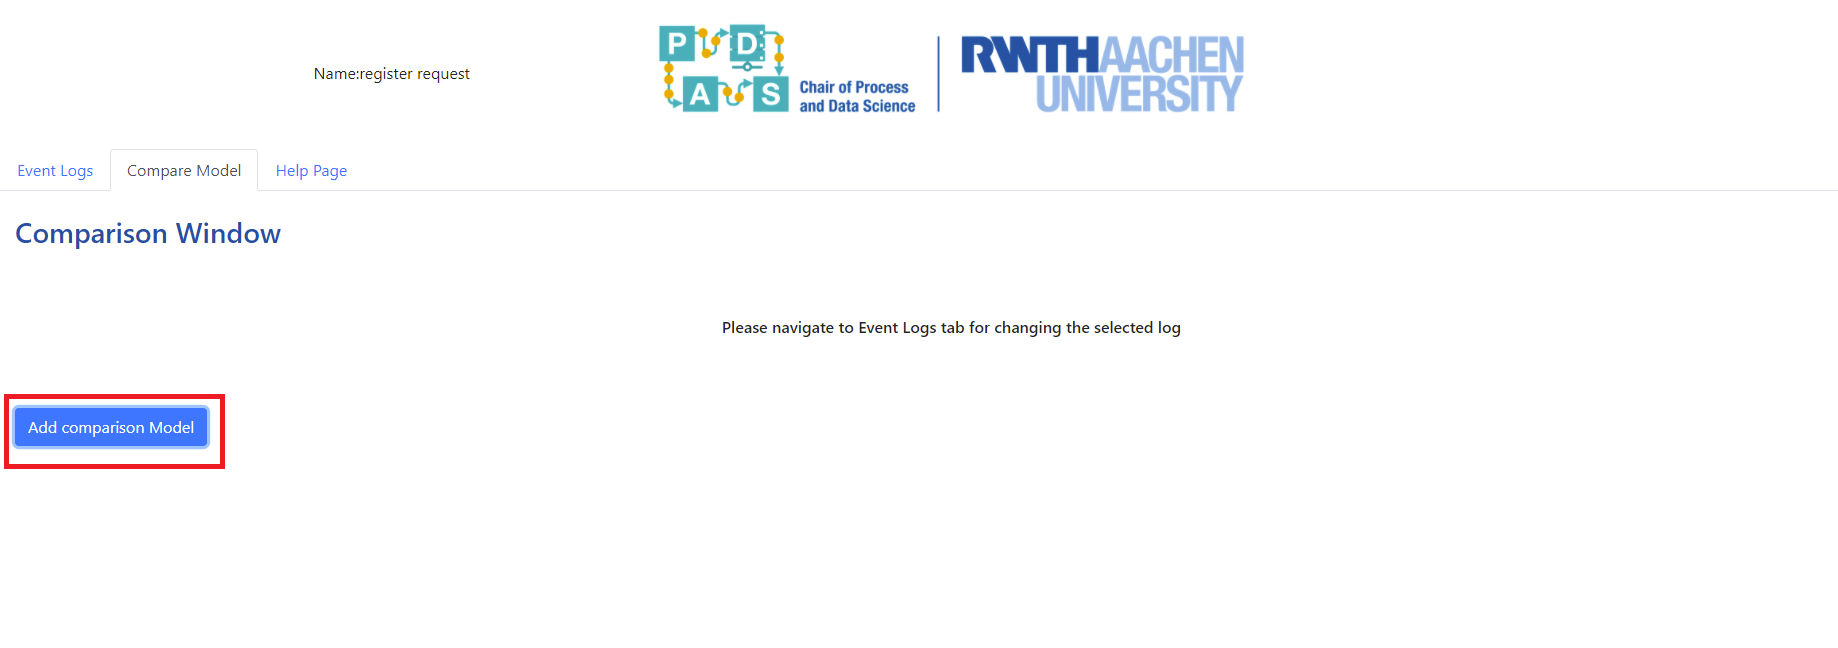 Name:register request
P D
A S
Chair of Process
and Data Science
RWTHAACHEN
UNIVERSITY
Event Logs
Compare Model
Help Page
Comparison Window
Please navigate to Event Logs tab for changing the selected log
Add comparison Model